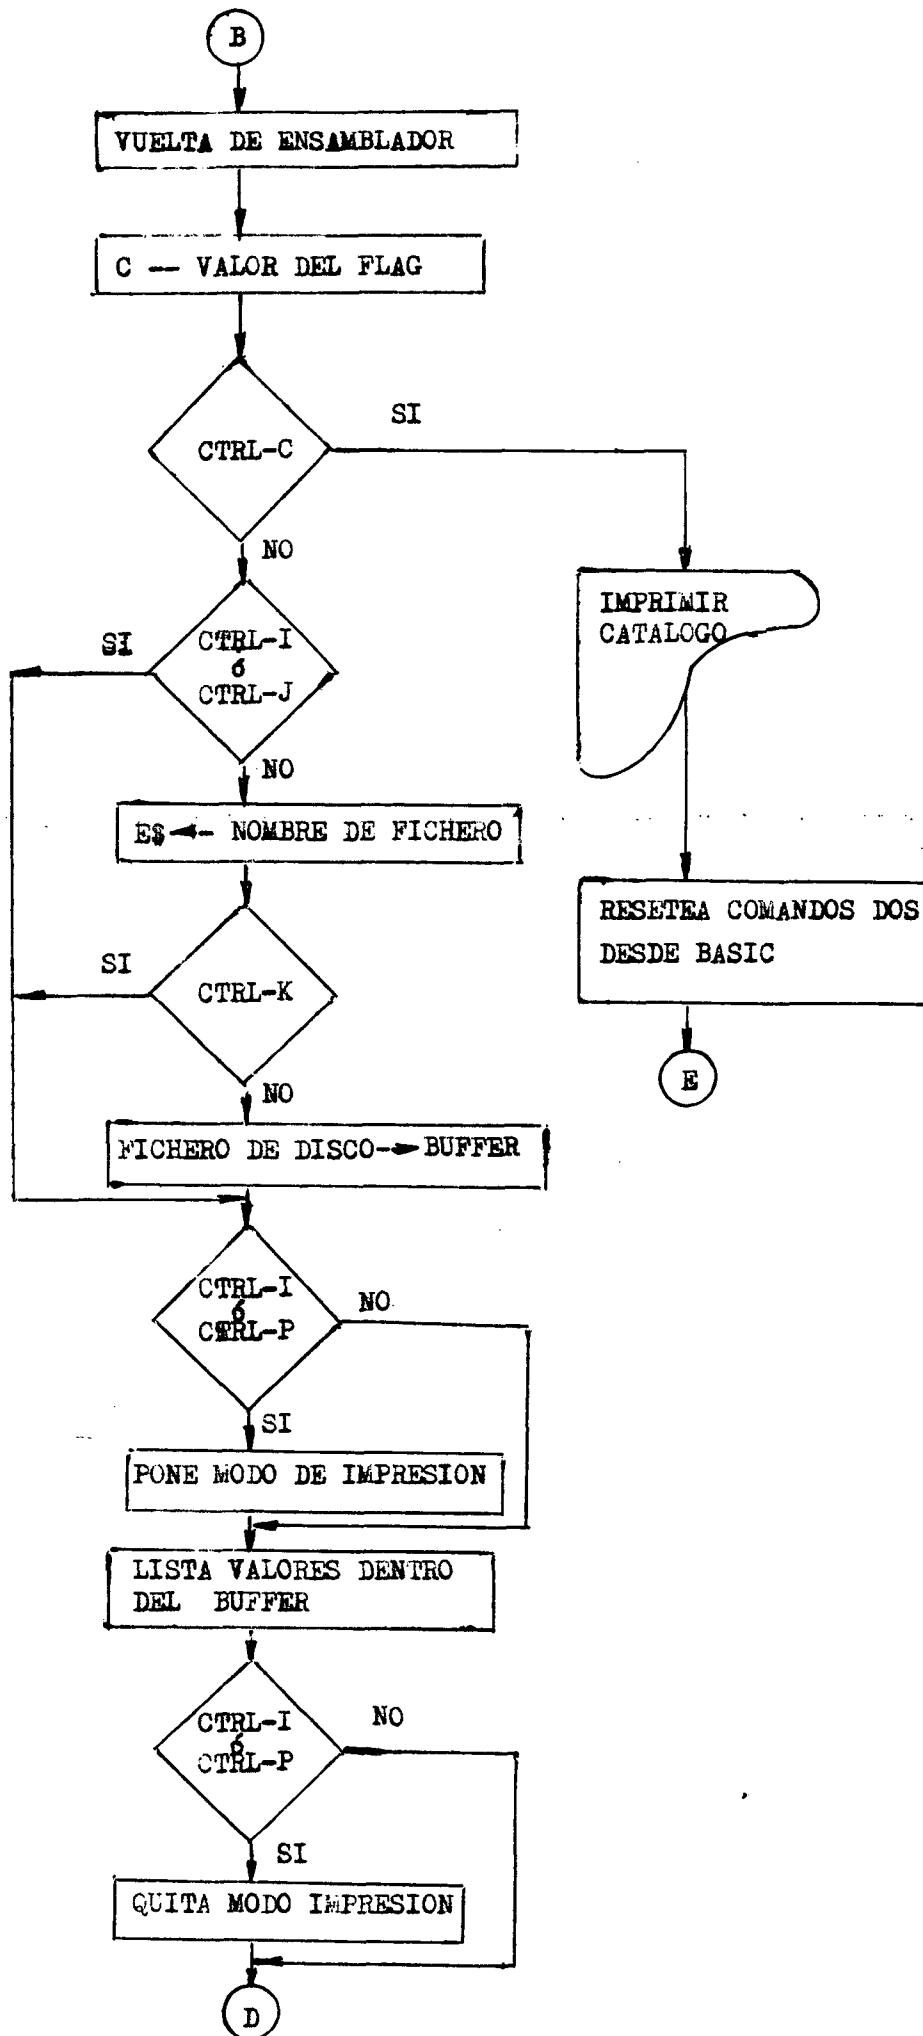 B
VUELTA DE ENSAMBLADOR
C -- VALOR DEL FLAG
CTRL-C
SI
NO
IMPRIMIR
CATALOGO
CTRL-I
ó
CTRL-J
SI
NO
E$ ← NOMBRE DE FICHERO
RESETEA COMANDOS DOS
DESDE BASIC
E
CTRL-K
SI
NO
FICHERO DE DISCO → BUFFER
CTRL-I
ó
CTRL-P
NO
SI
PONE MODO DE IMPRESION
LISTA VALORES DENTRO
DEL BUFFER
CTRL-I
ó
CTRL-P
NO
SI
QUITA MODO IMPRESION
D